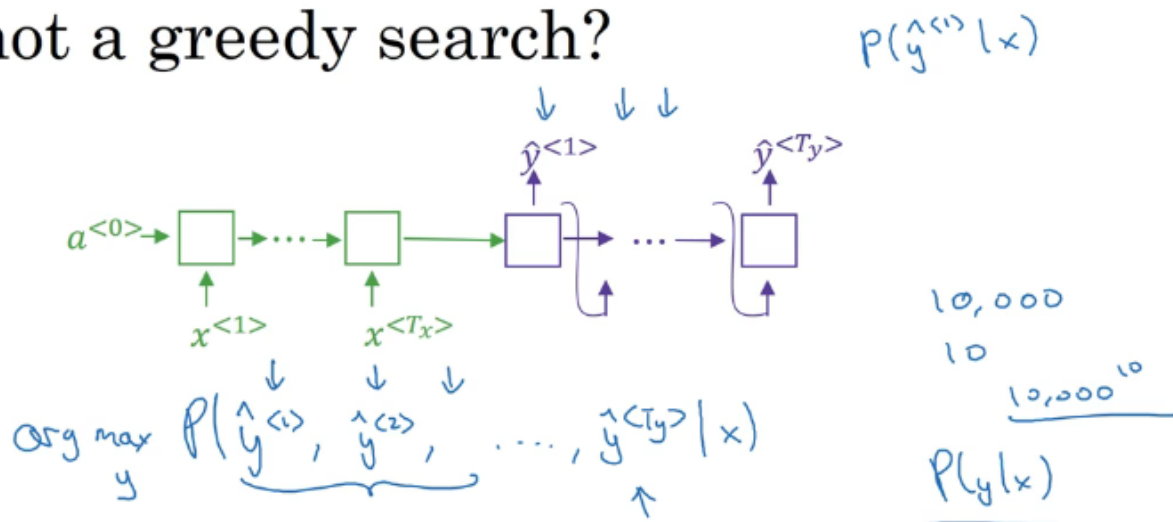 not a greedy search?
P(ŷ^<1>|x)
ŷ^<1> ŷ^<Ty>
a^<0> ... ...
x^<1> x^<Tx>
10,000
10
10,000^10
arg max P(ŷ^<1>, ŷ^<2>, ....., ŷ^<Ty>|x)
y
P(y|x)